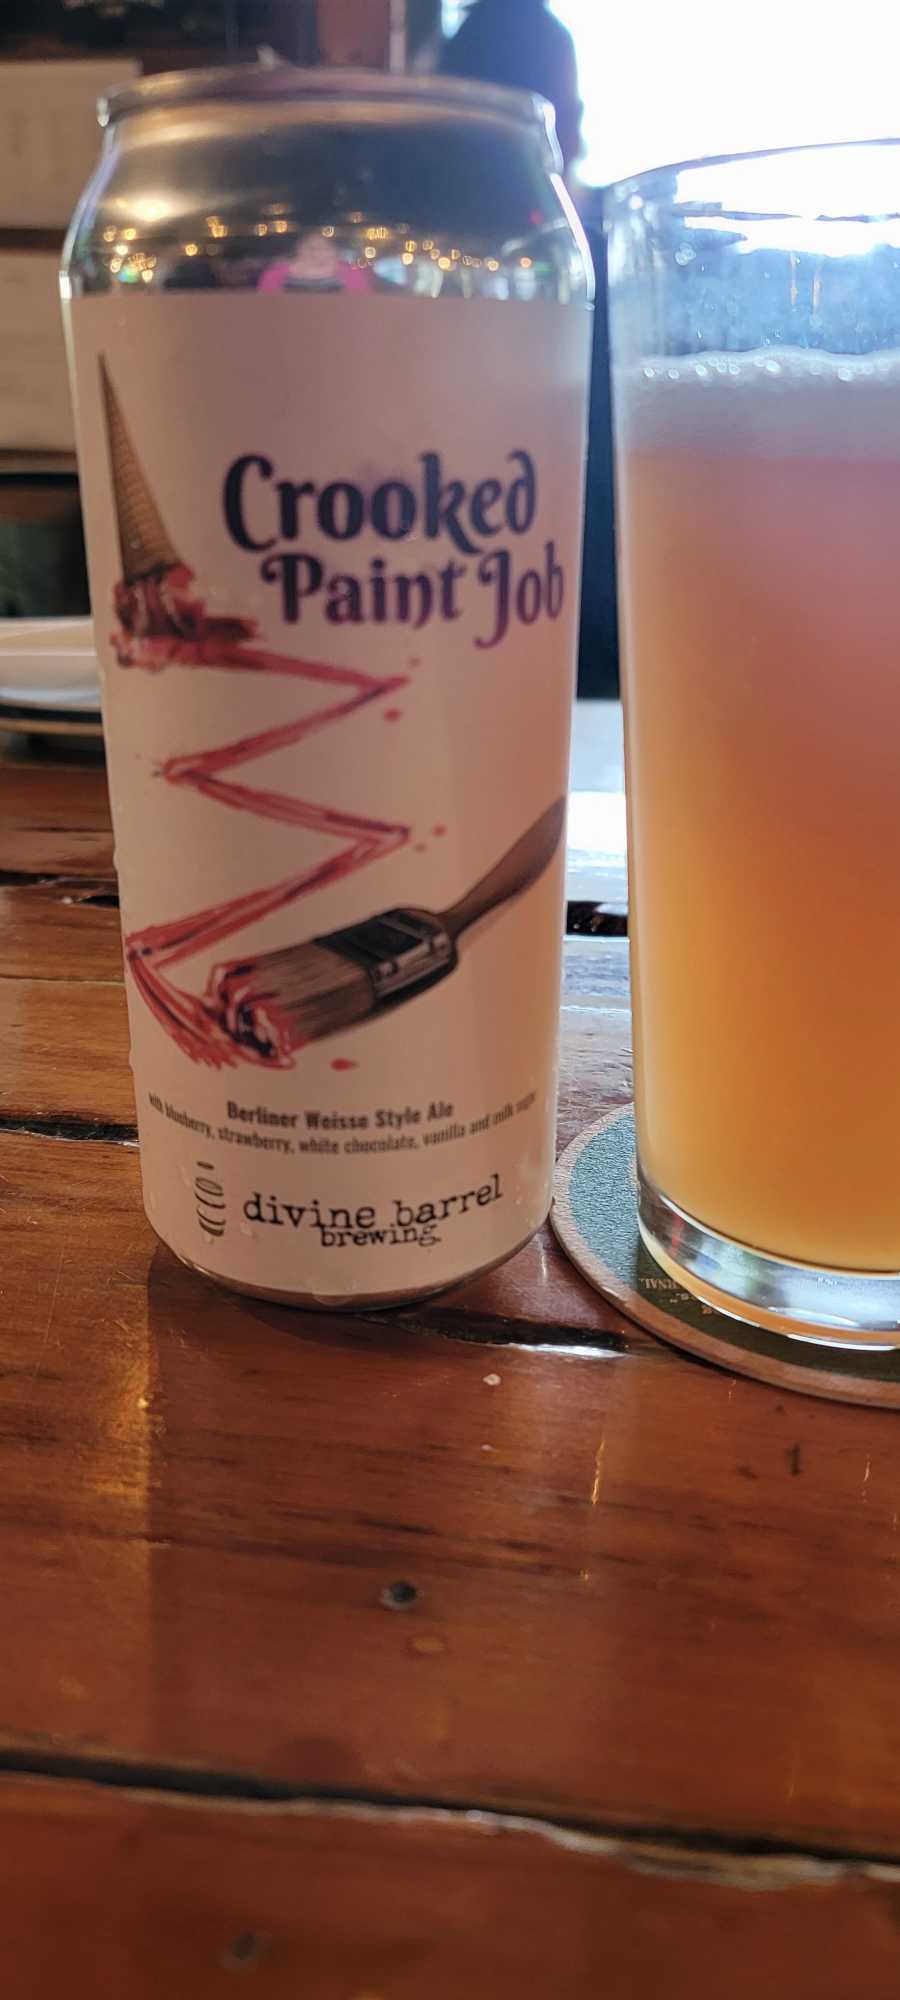 Crooked
Paint Job
Berliner Weisse Style Ale
with blueberry, strawberry, white chocolate, vanilla and milk sugar
divine barrel
brewing.